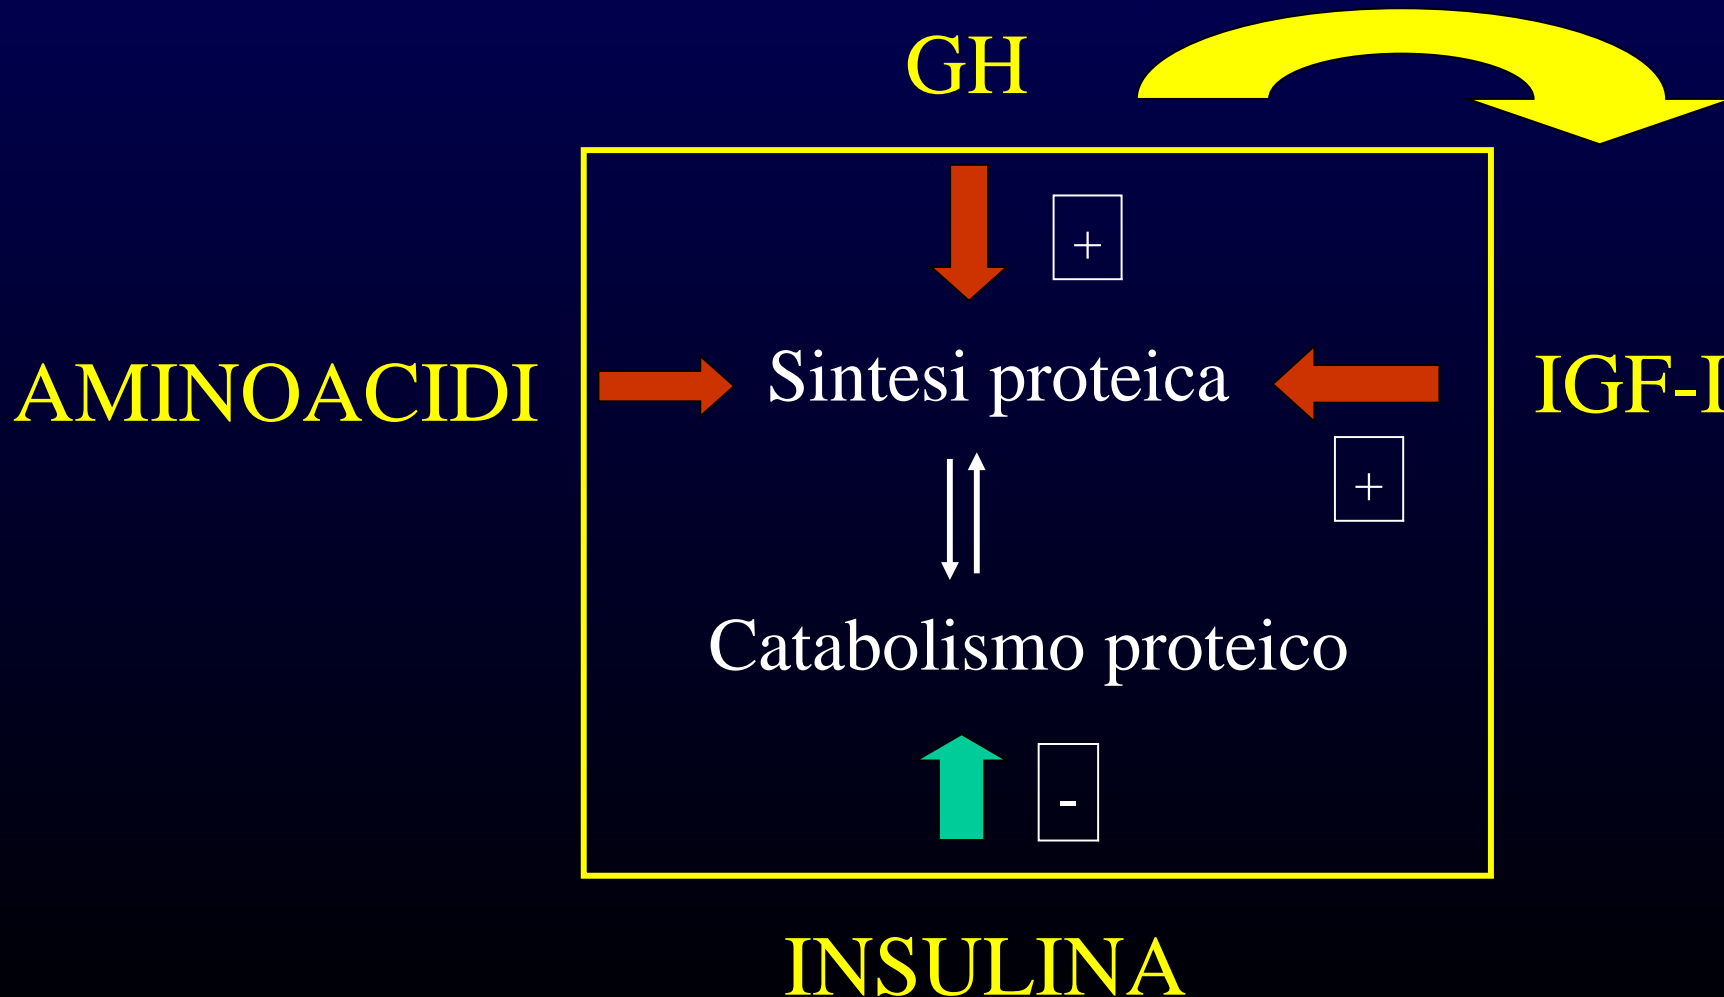 GH
+
AMINOACIDI
Sintesi proteica
IGF-I
+
Catabolismo proteico
-
INSULINA